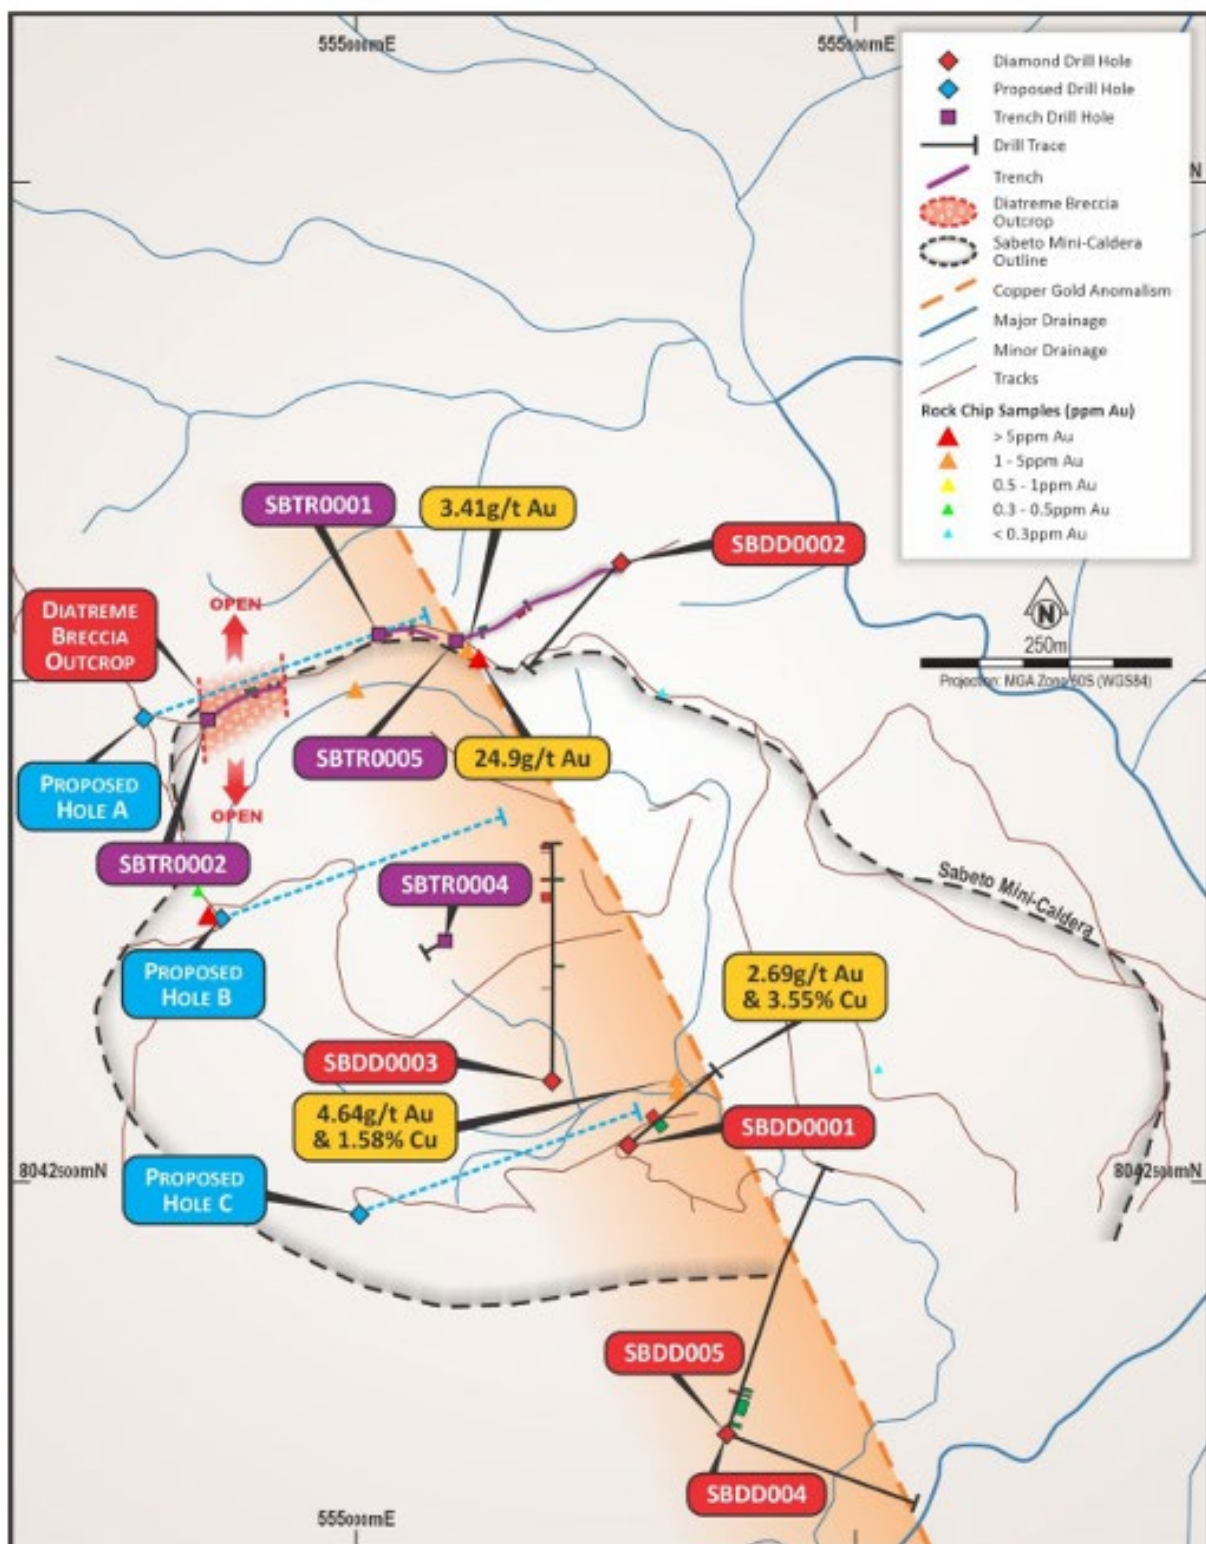 555000mE
555500mE
Diamond Drill Hole
Proposed Drill Hole
Trench Drill Hole
Drill Trace
Trench
Diatreme Breccia
Outcrop
Sabeto Mini-Caldera
Outline
Copper Gold Anomalism
Major Drainage
Minor Drainage
Tracks
Rock Chip Samples (ppm Au)
> 5ppm Au
1 - 5ppm Au
0.5 - 1ppm Au
0.3 - 0.5ppm Au
< 0.3ppm Au
N
N
250m
Projection: MGA Zone 60S (WGS84)
SBTR0001
3.41g/t Au
SBDD0002
OPEN
DIATREME
BRECCIA
OUTCROP
SBTR0005
24.9g/t Au
PROPOSED
HOLE A
OPEN
SBTR0002
SBTR0004
Sabeto Mini-Caldera
PROPOSED
HOLE B
2.69g/t Au
& 3.55% Cu
SBDD0003
4.64g/t Au
& 1.58% Cu
SBDD0001
8042500mN
8042500mN
PROPOSED
HOLE C
SBDD005
SBDD004
555000mE